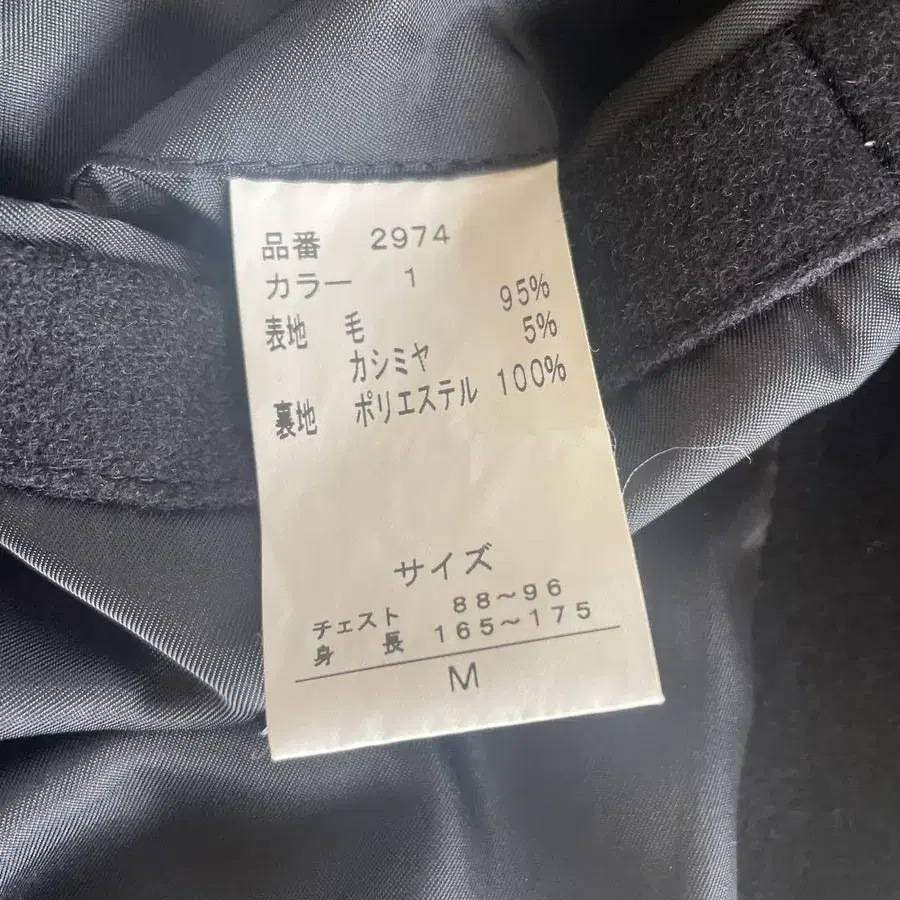 品番 2974
カラー 1
表地 毛 95%
カシミヤ 5%
裏地 ポリエステル 100%
サイズ
チェスト 88～96
身長 165～175
M